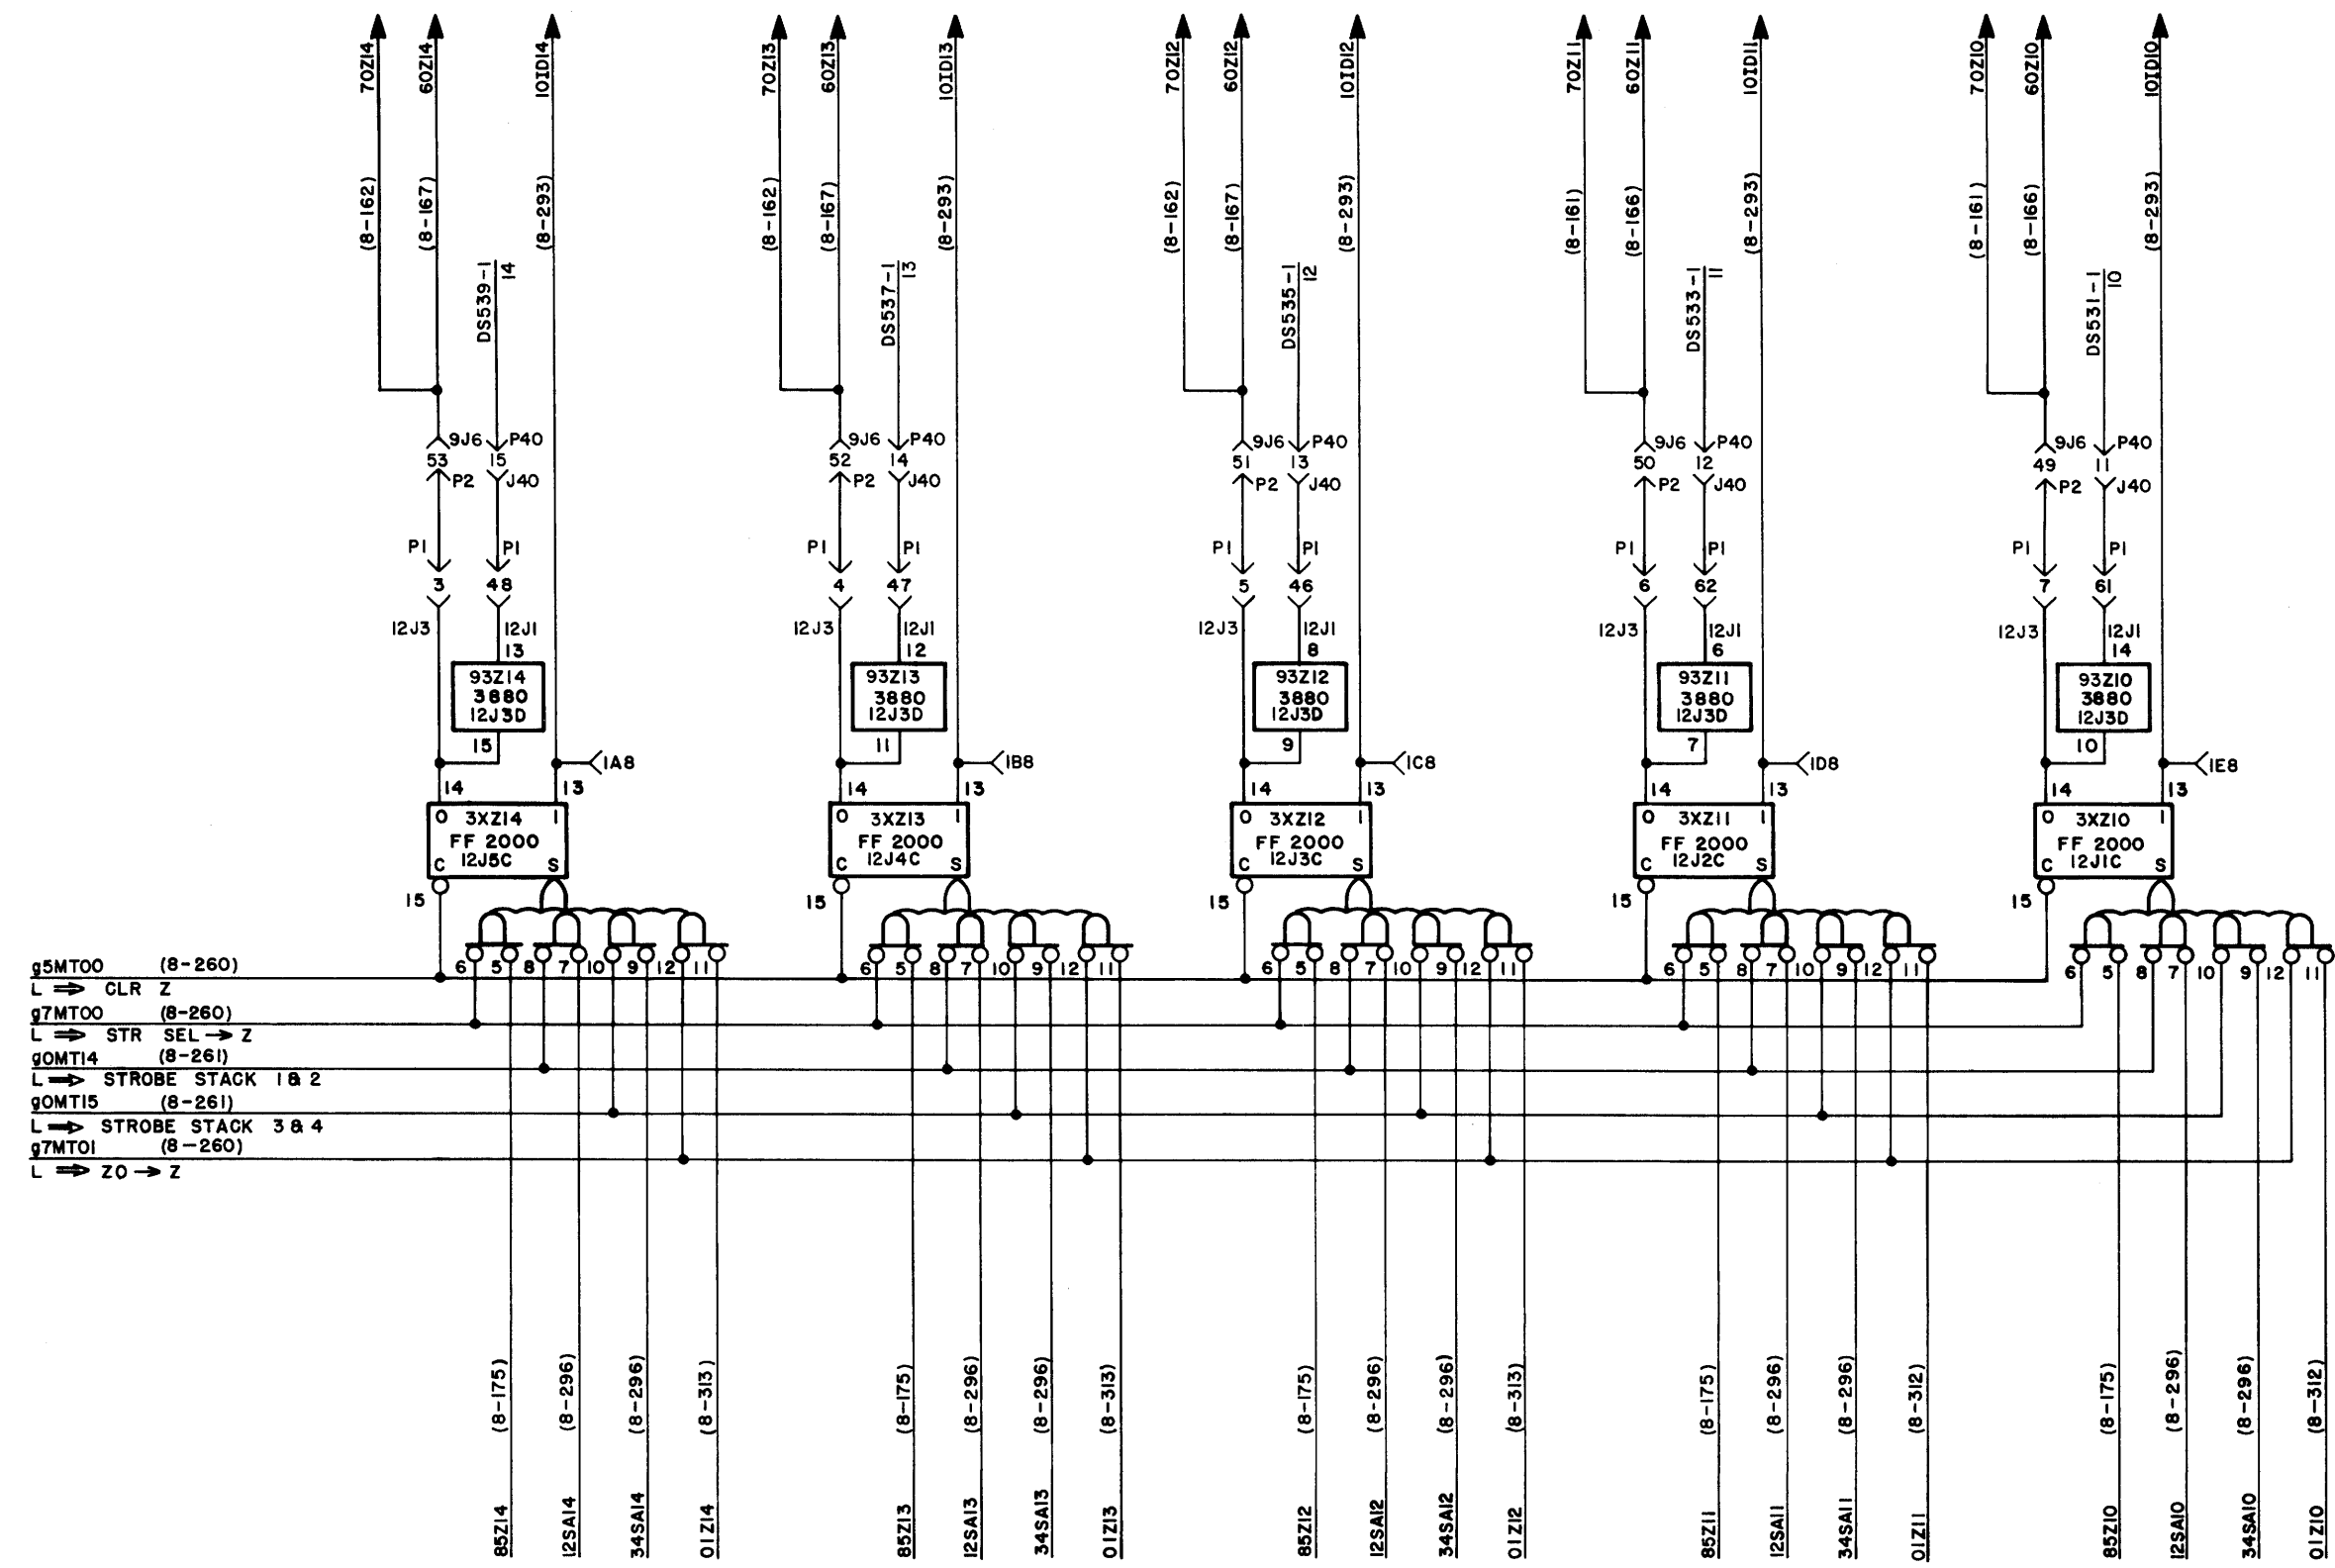 70Z14 60Z14 10ID14 70Z13 60Z13 10ID13 70Z12 60Z12 10ID12 70Z11 60Z11 10ID11 70Z10 60Z10 10ID10
(8-162) (8-167) (8-293) (8-162) (8-167) (8-293) (8-162) (8-167) (8-293) (8-161) (8-166) (8-293) (8-161) (8-166) (8-293)
DS539-1 14 DS537-1 13 DS535-1 12 DS533-1 11 DS531-1 10
9J6 P40 9J6 P40 9J6 P40 9J6 P40 9J6 P40
53 15 52 14 51 13 50 12 49 11
P2 J40 P2 J40 P2 J40 P2 J40 P2 J40
P1 P1 P1 P1 P1 P1 P1 P1 P1 P1
3 48 4 47 5 46 6 62 7 61
12J3 12J1 12J3 12J1 12J3 12J1 12J3 12J1 12J3 12J1
13 12 8 6 14
93Z14 93Z13 93Z12 93Z11 93Z10
3880 3880 3880 3880 3880
12J3D 12J3D 12J3D 12J3D 12J3D
15 11 9 7 10
1A8 1B8 1C8 1D8 1E8
14 13 14 13 14 13 14 13 14 13
0 3XZ14 1 0 3XZ13 1 0 3XZ12 1 0 3XZ11 1 0 3XZ10 1
FF 2000 FF 2000 FF 2000 FF 2000 FF 2000
C 12J5C S C 12J4C S C 12J3C S C 12J2C S C 12J1C S
15 15 15 15 15
6 5 8 7 10 9 12 11 6 5 8 7 10 9 12 11 6 5 8 7 10 9 12 11 6 5 8 7 10 9 12 11 6 5 8 7 10 9 12 11
g5MT00 (8-260)
L ⇒ CLR Z
g7MT00 (8-260)
L ⇒ STR SEL → Z
g0MT14 (8-261)
L ⇒ STROBE STACK 1 & 2
g0MT15 (8-261)
L ⇒ STROBE STACK 3 & 4
g7MT01 (8-260)
L ⇒ ZO → Z
(8-175) (8-296) (8-296) (8-313) (8-175) (8-296) (8-296) (8-313) (8-175) (8-296) (8-296) (8-313) (8-175) (8-296) (8-296) (8-312) (8-175) (8-296) (8-296) (8-312)
85Z14 12SA14 34SA14 01Z14 85Z13 12SA13 34SA13 01Z13 85Z12 12SA12 34SA12 01Z12 85Z11 12SA11 34SA11 01Z11 85Z10 12SA10 34SA10 01Z10